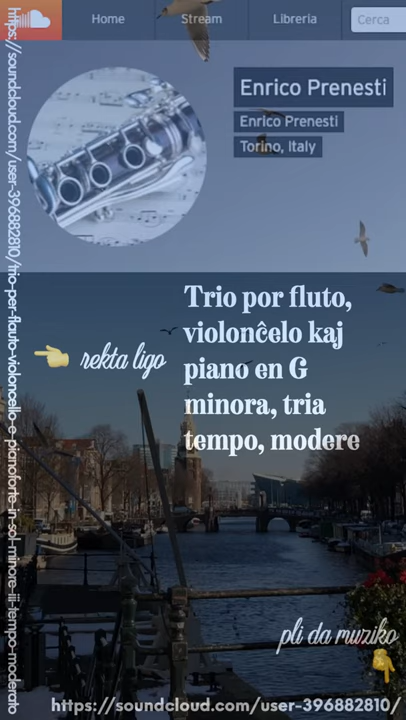 Home
Stream
Libreria
Cerca
Enrico Prenesti
Enrico Prenesti
Torino, Italy
https://soundcloud.com/user-396882810/trio-per-flauto-violoncello-e-pianoforte-in-sol-minore-iii-tempo-moderato
Trio por fluto,
violonĉelo kaj
piano en G
minora, tria
tempo, modere
rekta ligo
pli da muziko
https://soundcloud.com/user-396882810/